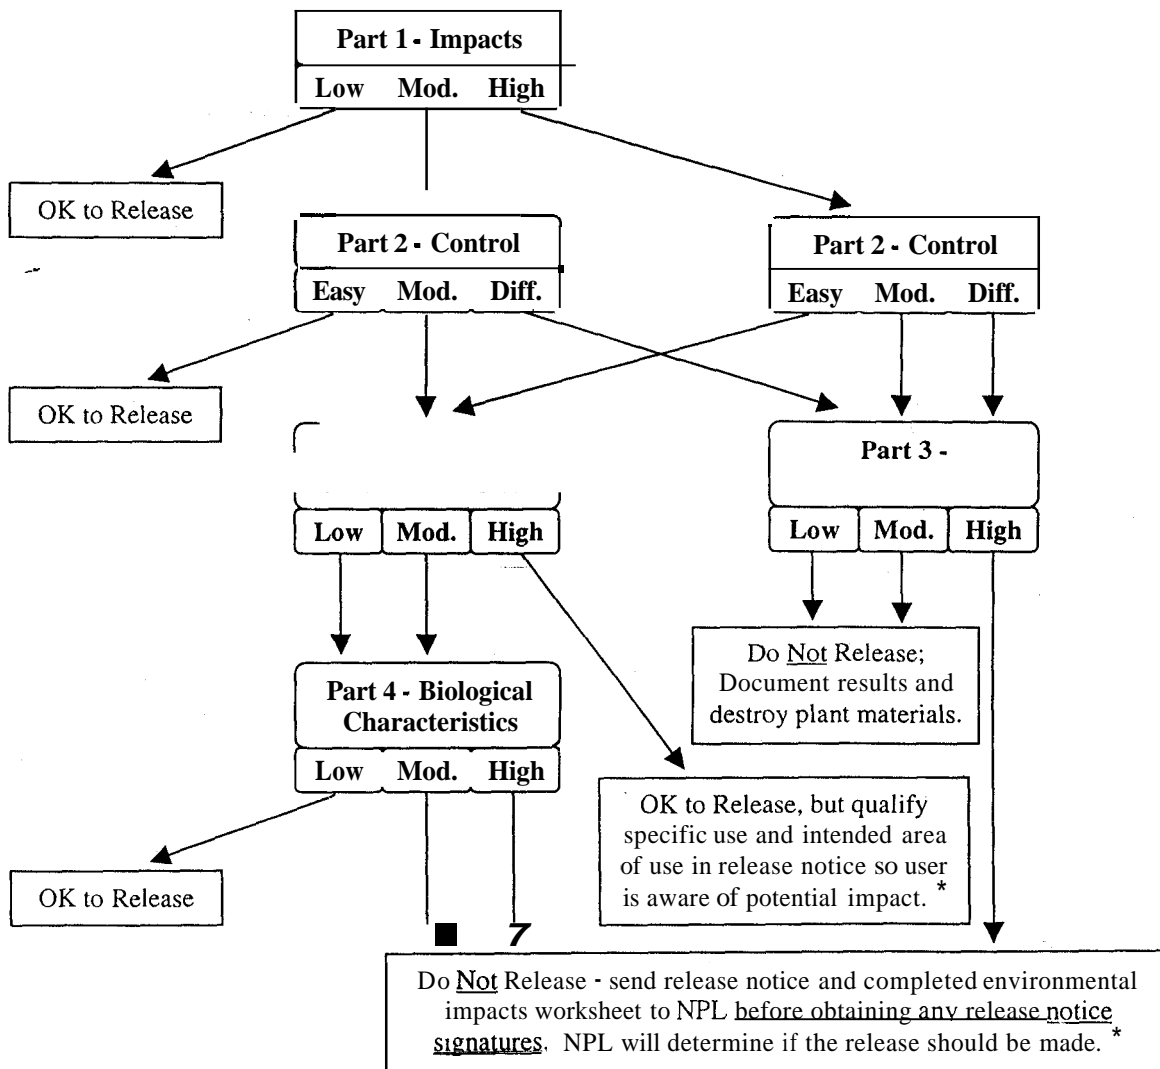 Part 1 - Impacts
Low Mod. High
OK to Release
Part 2 - Control
Easy Mod. Diff.
Part 2 - Control
Easy Mod. Diff.
OK to Release
Part 3 -
Low Mod. High
Low Mod. High
Do Not Release;
Document results and
destroy plant materials.
Part 4 - Biological
Characteristics
Low Mod. High
OK to Release, but qualify
specific use and intended area
of use in release notice so user
is aware of potential impact. *
OK to Release
7
Do Not Release - send release notice and completed environmental
impacts worksheet to NPL before obtaining any release notice
signatures. NPL will determine if the release should be made. *